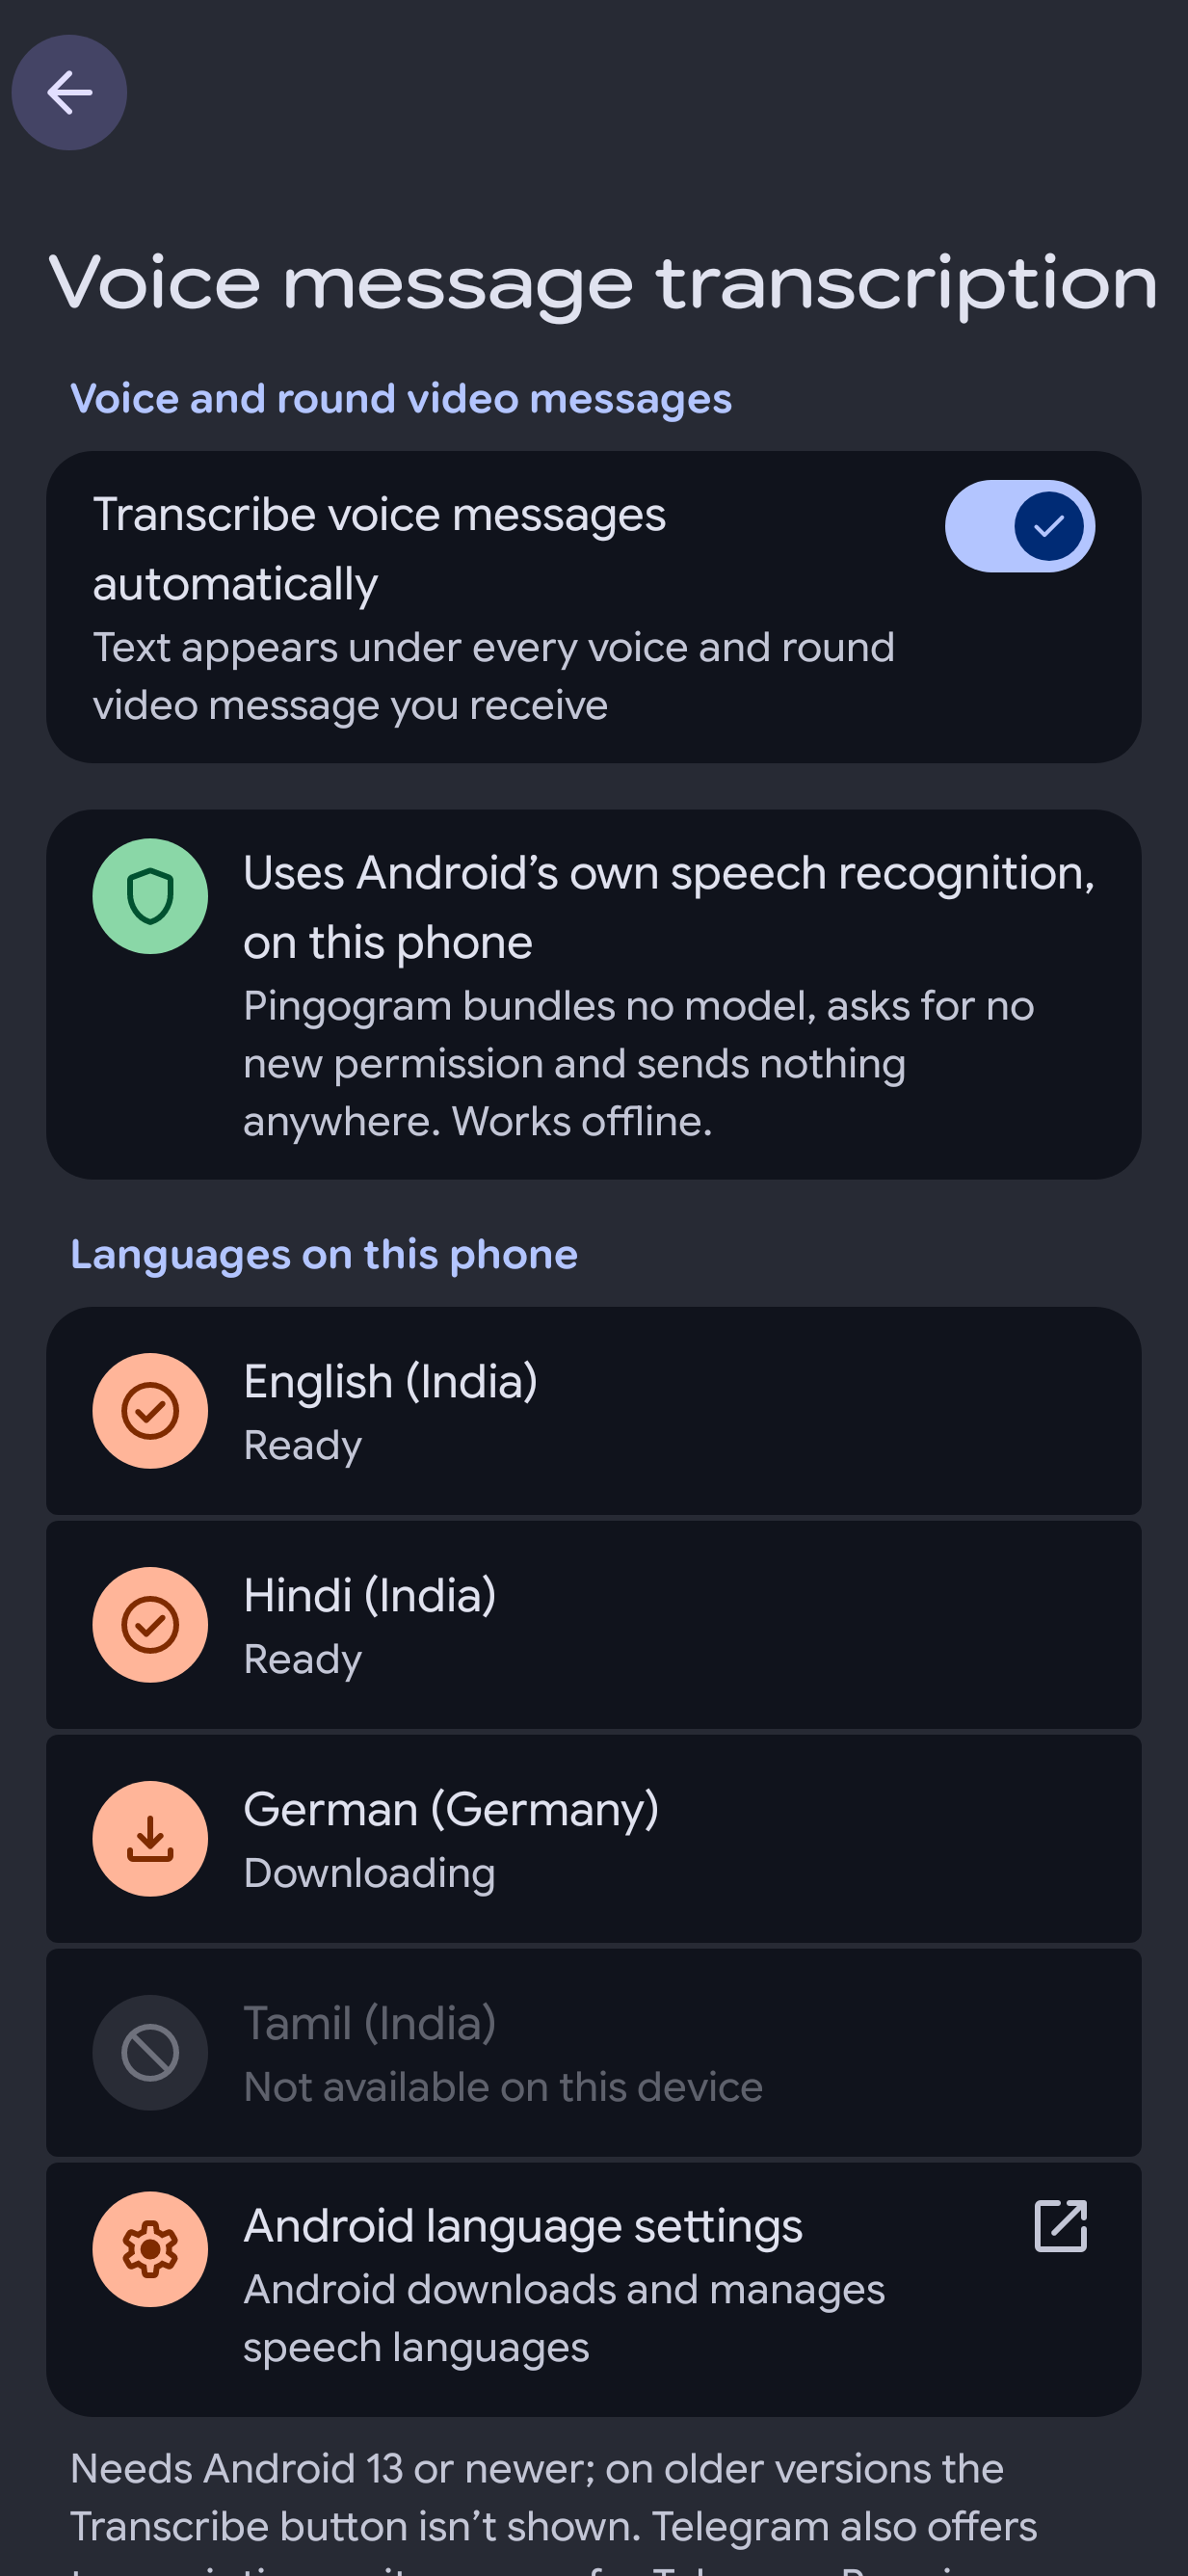 Voice message transcription
Voice and round video messages
Transcribe voice messages
automatically
Text appears under every voice and round
video message you receive
Uses Android’s own speech recognition,
on this phone
Pingogram bundles no model, asks for no
new permission and sends nothing
anywhere. Works offline.
Languages on this phone
English (India)
Ready
Hindi (India)
Ready
German (Germany)
Downloading
Tamil (India)
Not available on this device
Android language settings
Android downloads and manages
speech languages
Needs Android 13 or newer; on older versions the
Transcribe button isn’t shown. Telegram also offers